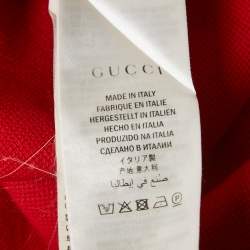 GUCCI
MADE IN ITALY
FABRIQUE EN ITALIE
HERGESTELLT IN ITALIEN
HECHO EN ITALIA
PRODUZIDO NA ITALIA
СДЕЛАНО В ИТАЛИИ
イタリア製
产地 意大利
صُنع في إيطاليا